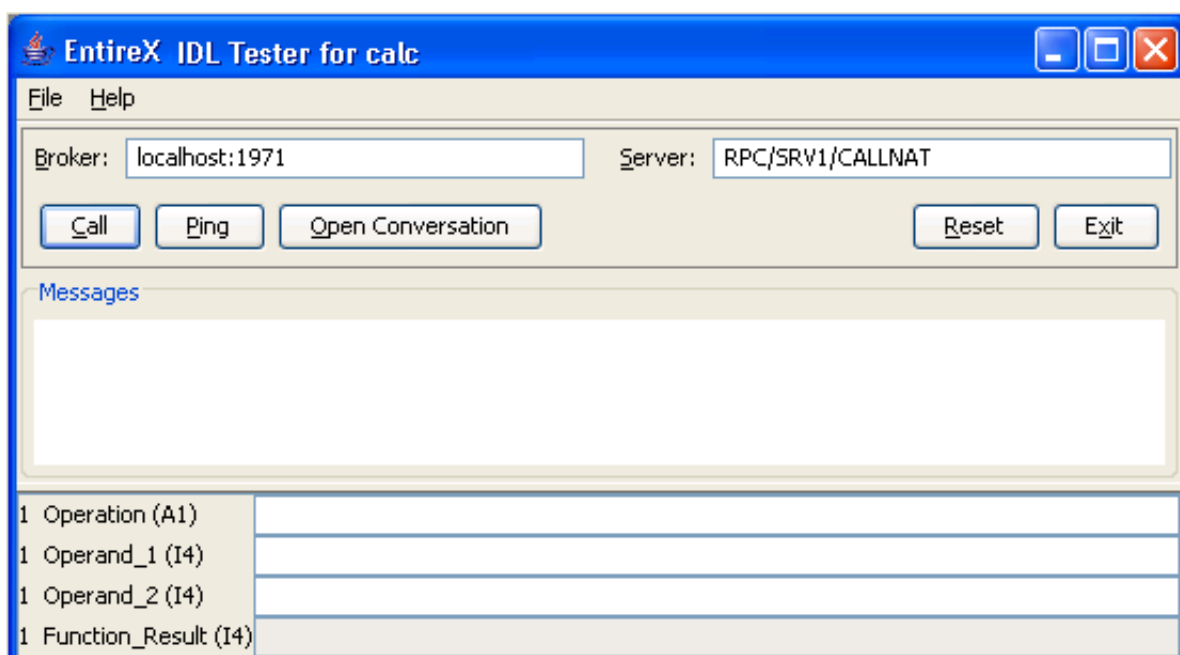 EntireX IDL Tester for calc
File Help
Broker: localhost:1971 Server: RPC/SRV1/CALLNAT
Call Ping Open Conversation Reset Exit
Messages
1 Operation (A1)
1 Operand_1 (I4)
1 Operand_2 (I4)
1 Function_Result (I4)